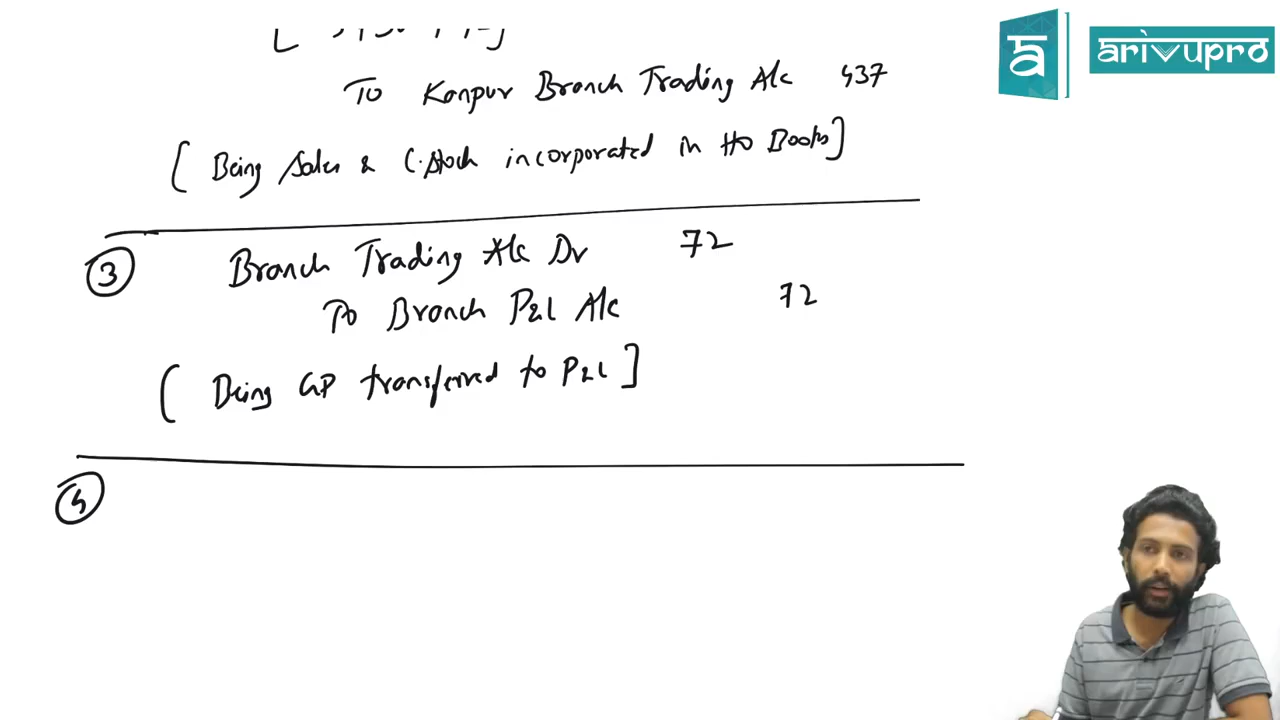 arivupro
To Kanpur Branch Trading A/c 437
[ Being Sales & C.Stock incorporated in HO Books]
③ Branch Trading A/c Dr 72
To Branch P&L A/c 72
[ Being GP transferred to P&L ]
④